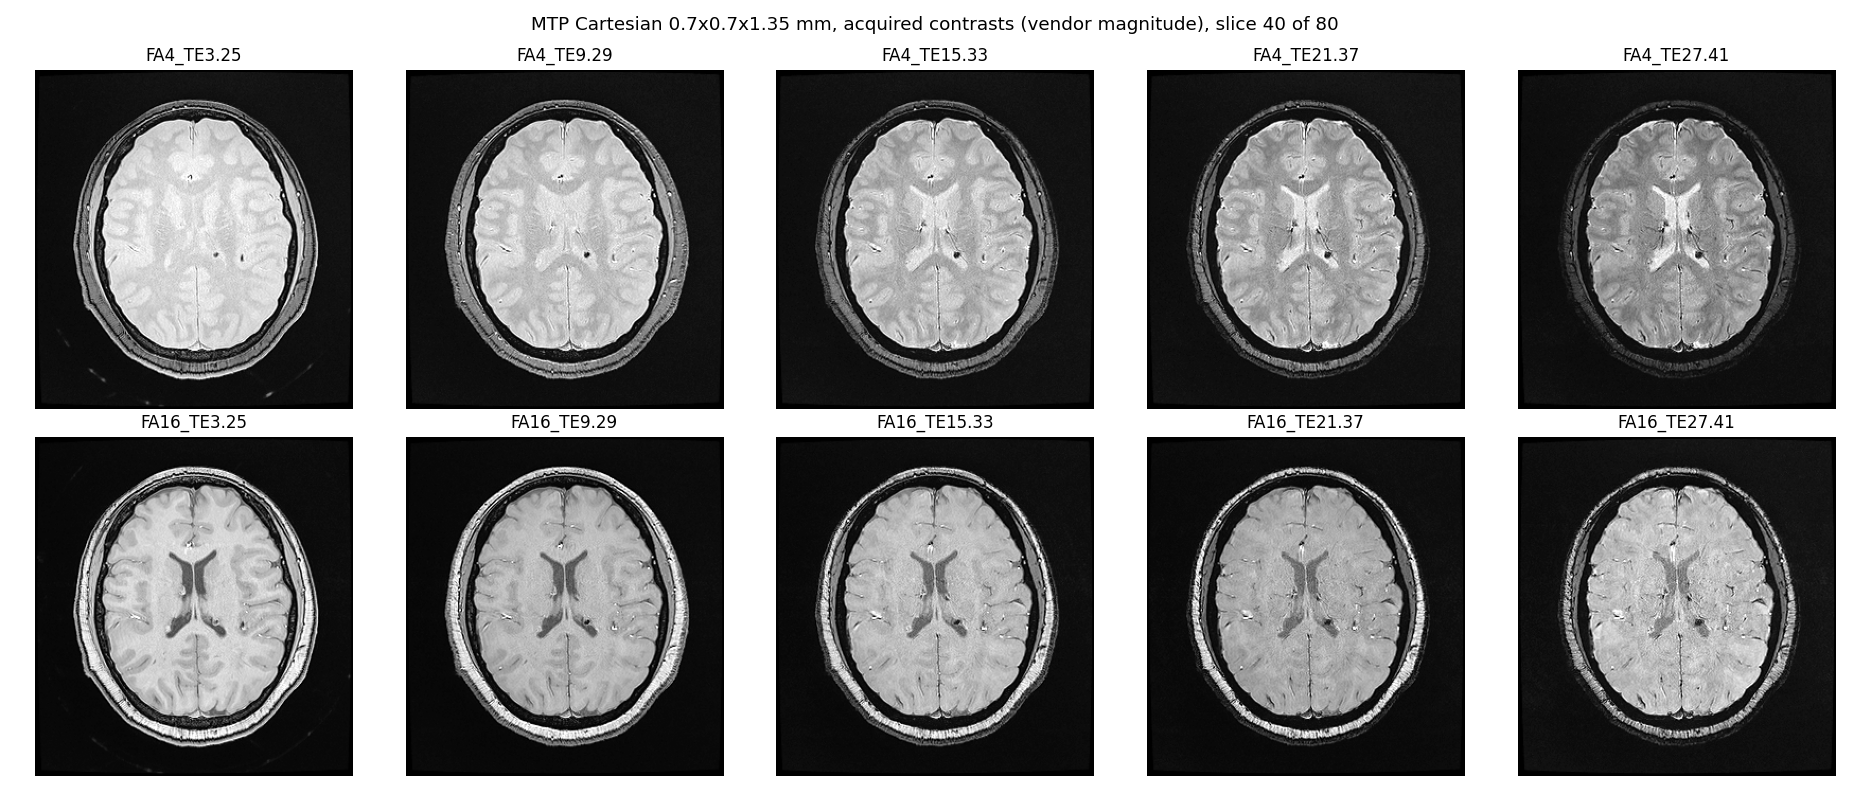 MTP Cartesian 0.7x0.7x1.35 mm, acquired contrasts (vendor magnitude), slice 40 of 80
FA4_TE3.25
FA4_TE9.29
FA4_TE15.33
FA4_TE21.37
FA4_TE27.41
FA16_TE3.25
FA16_TE9.29
FA16_TE15.33
FA16_TE21.37
FA16_TE27.41